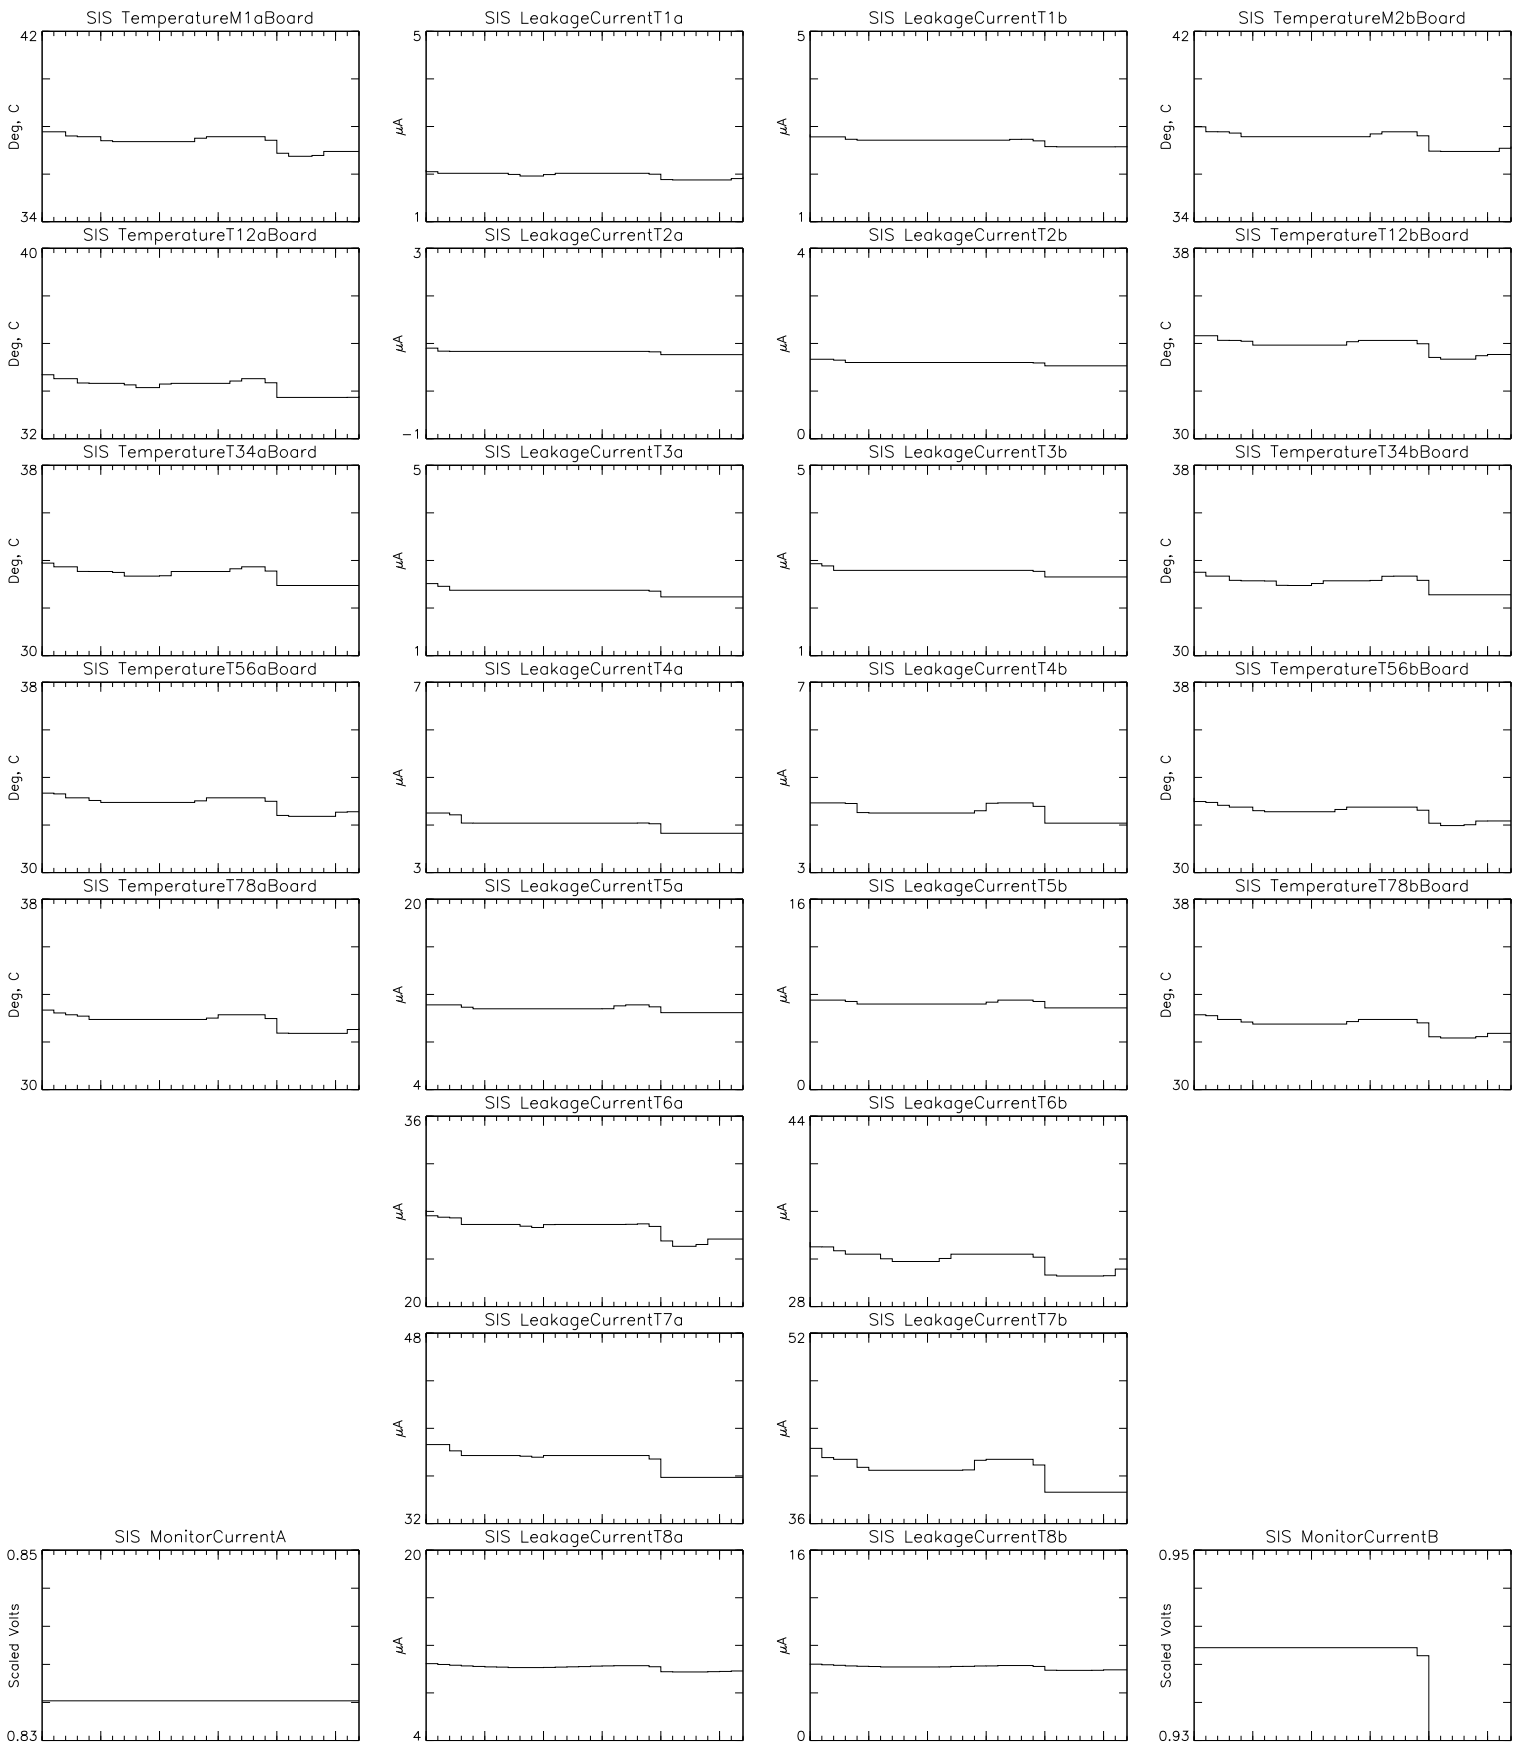 SIS TemperatureM1aBoard
42
Deg, C
34
SIS LeakageCurrentT1a
5
μA
1
SIS LeakageCurrentT1b
5
μA
1
SIS TemperatureM2bBoard
42
Deg, C
34
SIS TemperatureT12aBoard
40
Deg, C
32
SIS LeakageCurrentT2a
3
μA
-1
SIS LeakageCurrentT2b
4
μA
0
SIS TemperatureT12bBoard
38
Deg, C
30
SIS TemperatureT34aBoard
38
Deg, C
30
SIS LeakageCurrentT3a
5
μA
1
SIS LeakageCurrentT3b
5
μA
1
SIS TemperatureT34bBoard
38
Deg, C
30
SIS TemperatureT56aBoard
38
Deg, C
30
SIS LeakageCurrentT4a
7
μA
3
SIS LeakageCurrentT4b
7
μA
3
SIS TemperatureT56bBoard
38
Deg, C
30
SIS TemperatureT78aBoard
38
Deg, C
30
SIS LeakageCurrentT5a
20
μA
4
SIS LeakageCurrentT5b
16
μA
0
SIS TemperatureT78bBoard
38
Deg, C
30
SIS LeakageCurrentT6a
36
μA
20
SIS LeakageCurrentT6b
44
μA
28
SIS LeakageCurrentT7a
48
μA
32
SIS LeakageCurrentT7b
52
μA
36
SIS MonitorCurrentA
0.85
Scaled Volts
0.83
SIS LeakageCurrentT8a
20
μA
4
SIS LeakageCurrentT8b
16
μA
0
SIS MonitorCurrentB
0.95
Scaled Volts
0.93